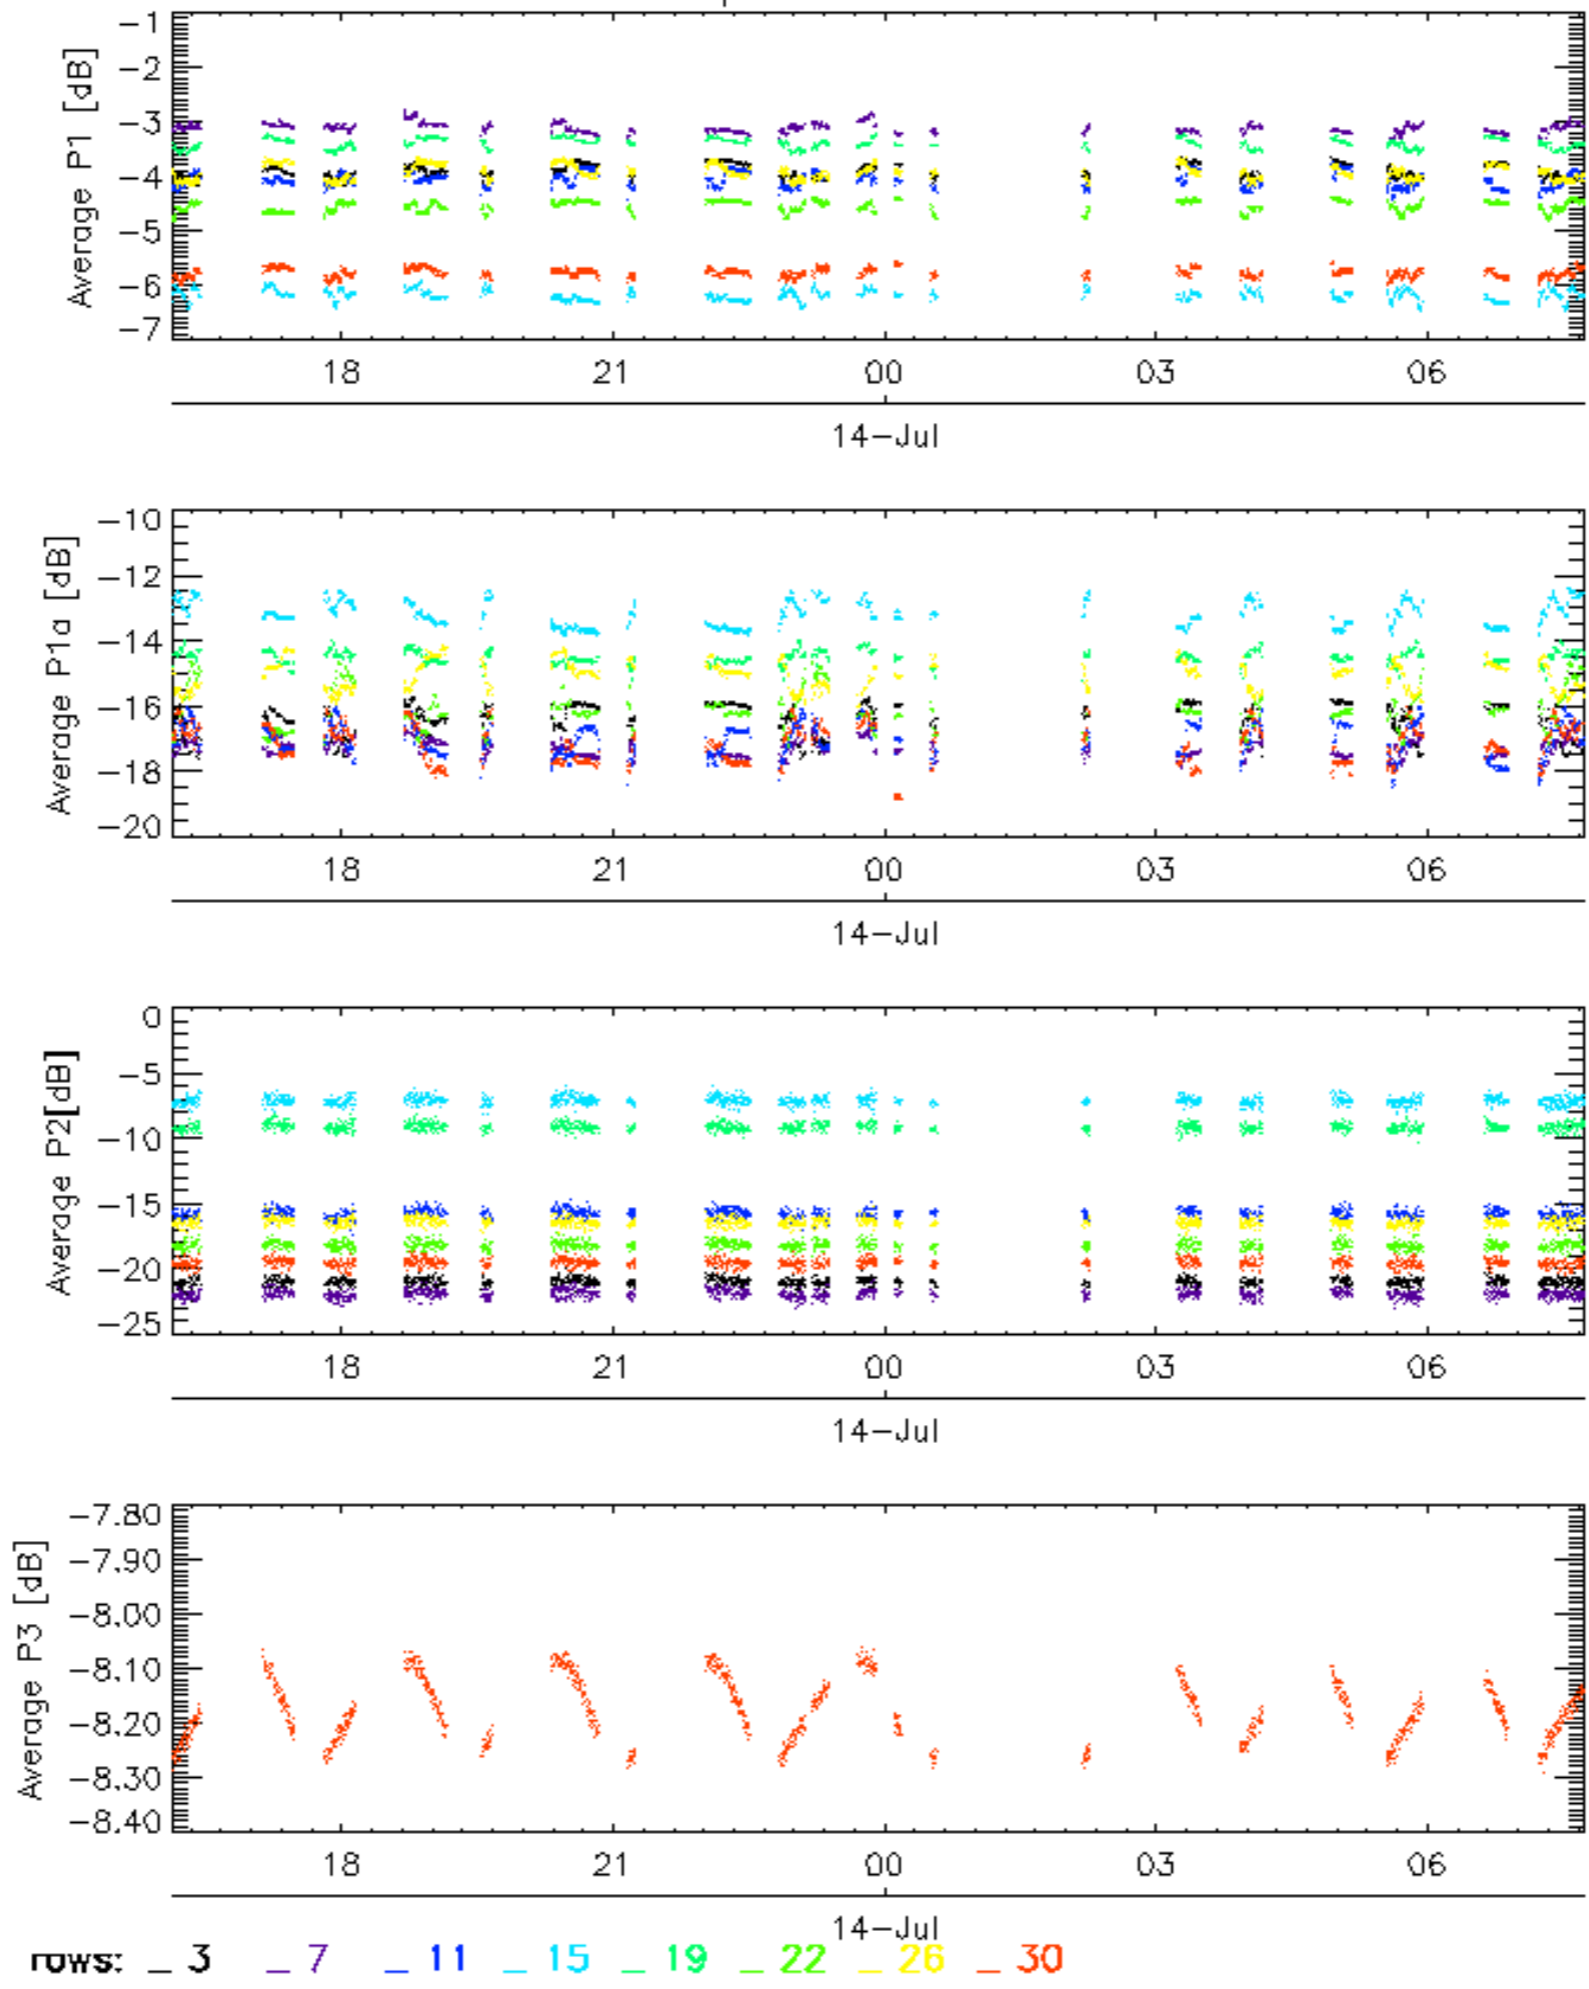 Average P1 [dB]
-1
-2
-3
-4
-5
-6
-7
18 21 00 03 06
14-Jul
Average P1a [dB]
-10
-12
-14
-16
-18
-20
18 21 00 03 06
14-Jul
Average P2[dB]
0
-5
-10
-15
-20
-25
18 21 00 03 06
14-Jul
Average P3 [dB]
-7.80
-7.90
-8.00
-8.10
-8.20
-8.30
-8.40
18 21 00 03 06
14-Jul
rows: _ 3 _ 7 _ 11 _ 15 _ 19 _ 22 _ 26 _ 30